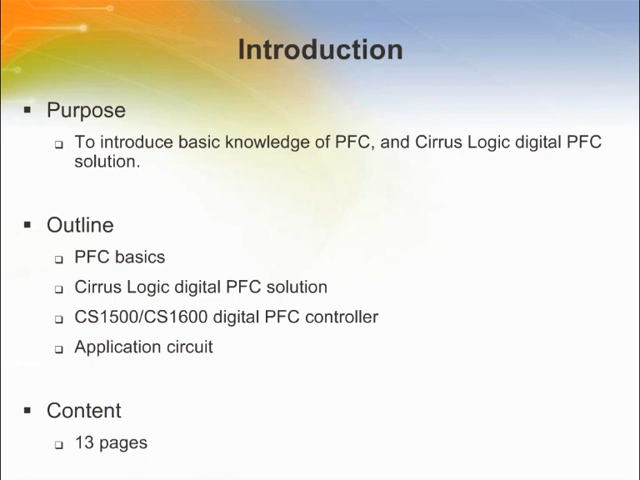 Introduction
▪ Purpose
❑ To introduce basic knowledge of PFC, and Cirrus Logic digital PFC
solution.
▪ Outline
❑ PFC basics
❑ Cirrus Logic digital PFC solution
❑ CS1500/CS1600 digital PFC controller
❑ Application circuit
▪ Content
❑ 13 pages